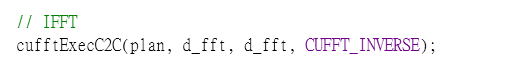 // IFFT
cufftExecC2C(plan, d_fft, d_fft, CUFFT_INVERSE);